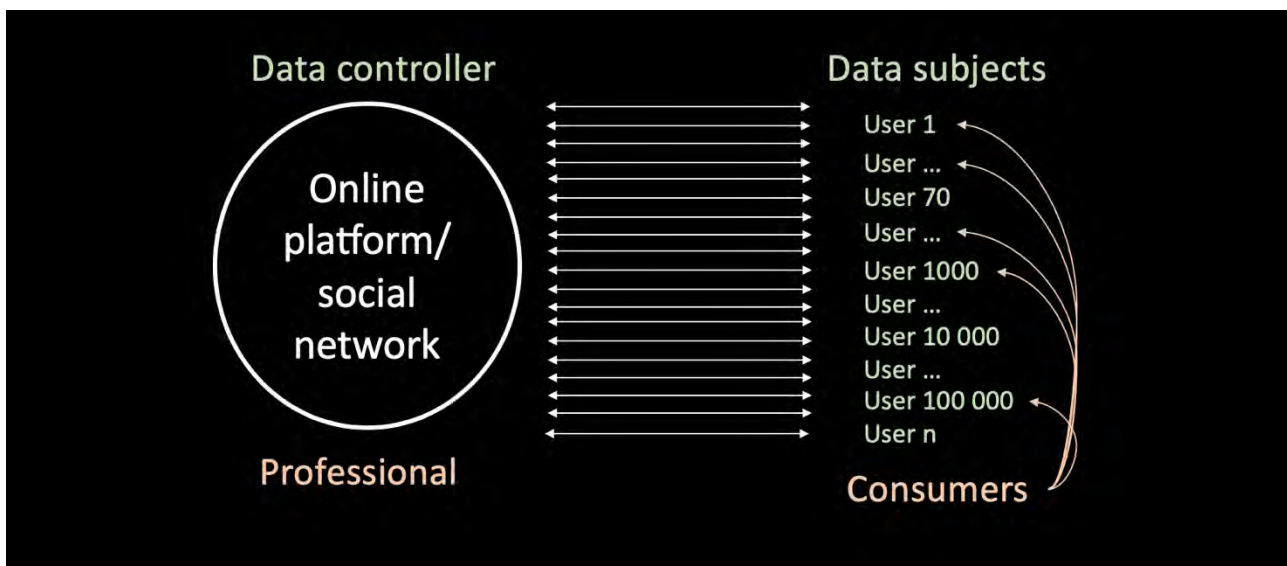 Data controller
Online
platform/
social
network
Professional
Data subjects
User 1
User ...
User 70
User ...
User 1000
User ...
User 10 000
User ...
User 100 000
User n
Consumers